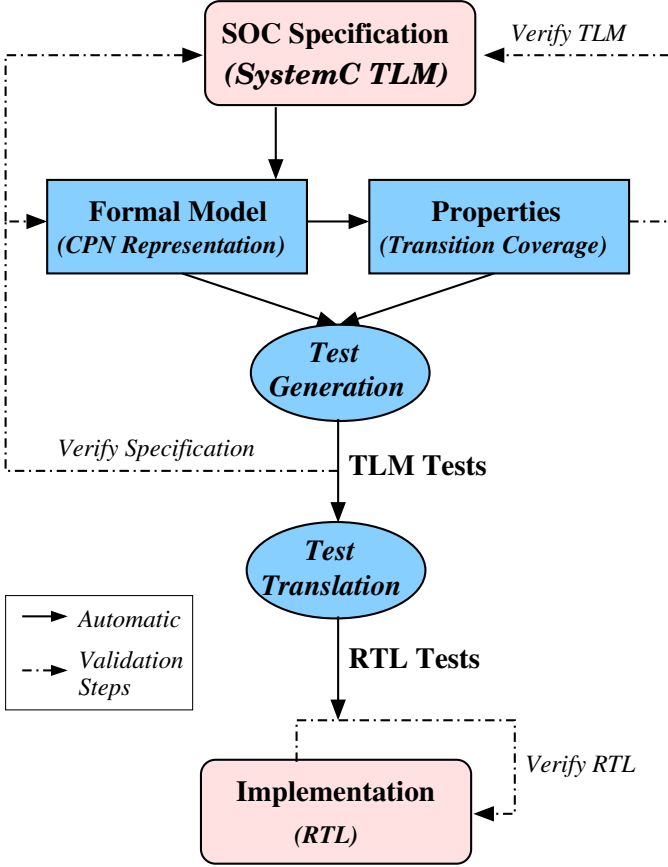 SOC Specification
(SystemC TLM)
Verify TLM
Formal Model
(CPN Representation)
Properties
(Transition Coverage)
Test
Generation
Verify Specification
TLM Tests
Test
Translation
Automatic
Validation
Steps
RTL Tests
Verify RTL
Implementation
(RTL)